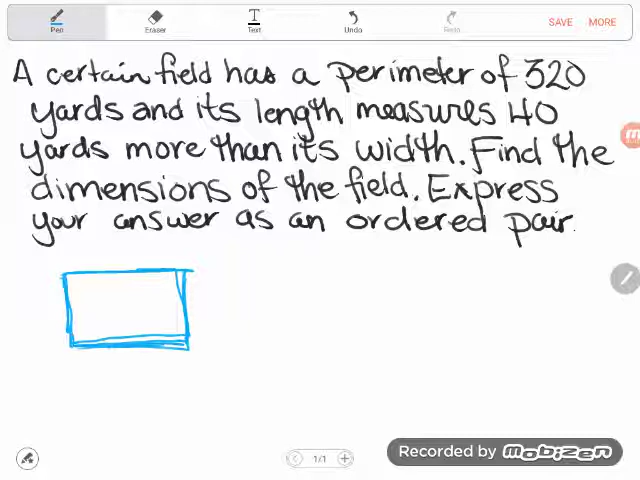 Pen
Eraser
Text
Undo
Redo
SAVE
MORE
A certain field has a perimeter of 320
yards and its length measures 40
yards more than its width. Find the
dimensions of the field. Express
your answer as an ordered pair.
1/1
Recorded by mobizen